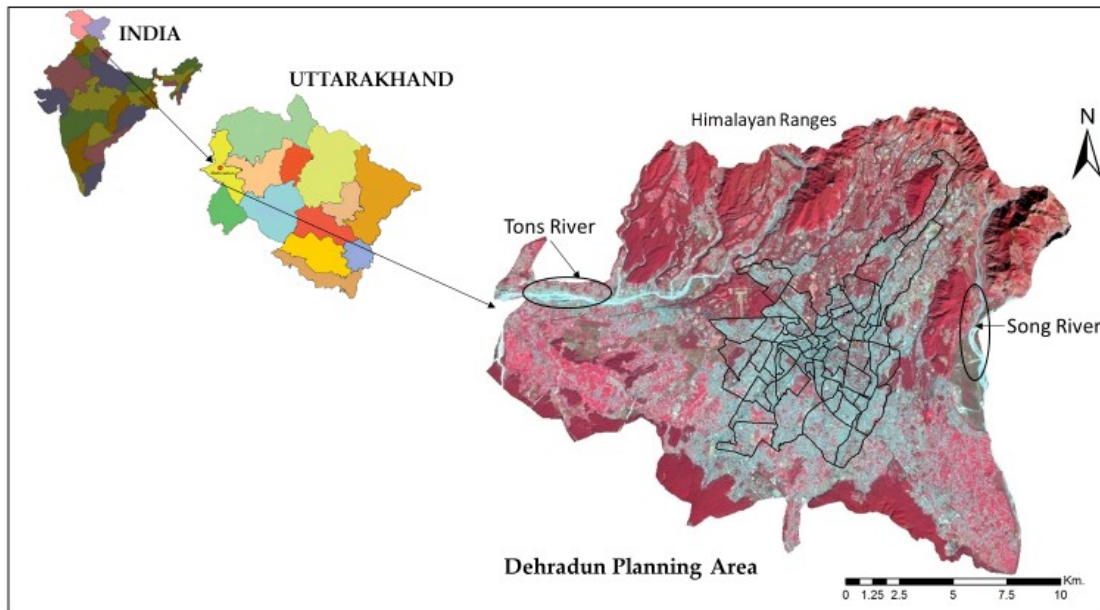 INDIA
UTTARAKHAND
Himalayan Ranges
N
Tons River
Song River
Dehradun Planning Area
Km.
0 1.25 2.5 5 7.5 10